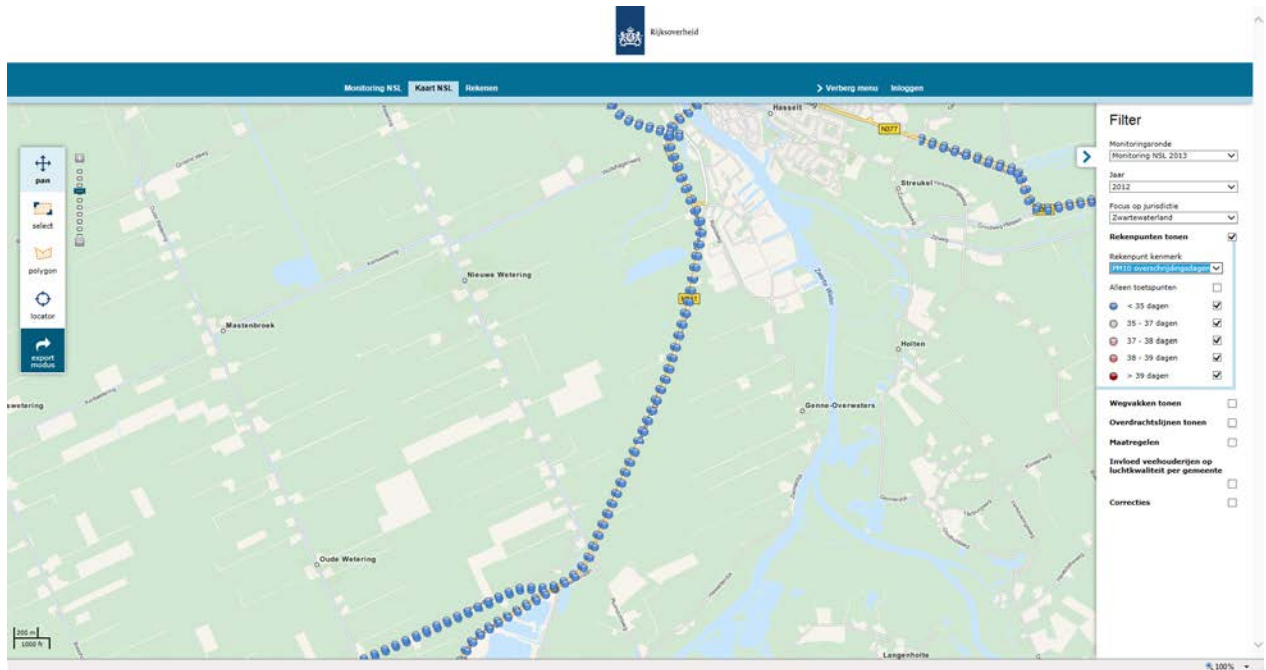 Rijksoverheid
Monitoring NSL
Kaart NSL
Rekenen
Verberg menu
Inloggen
pan
select
polygon
locator
export
modus
Hasselt
N377
Streukel
Nieuwe Wetering
Mastenbroek
Zwarte Water
Holten
Genne-Overwaters
Oude Wetering
Langenholte
200 m
1000 ft
Filter
Monitoringsronde
Monitoring NSL 2013
Jaar
2012
Focus op jurisdictie
Zwartewaterland
Rekenpunten tonen
Rekenpunt kenmerk
PM10 overschrijdingsdagen
Alleen toetspunten
< 35 dagen
35 - 37 dagen
37 - 38 dagen
38 - 39 dagen
> 39 dagen
Wegvakken tonen
Overdrachtslijnen tonen
Maatregelen
Invloed veehouderijen op
luchtkwaliteit per gemeente
Correcties
100%